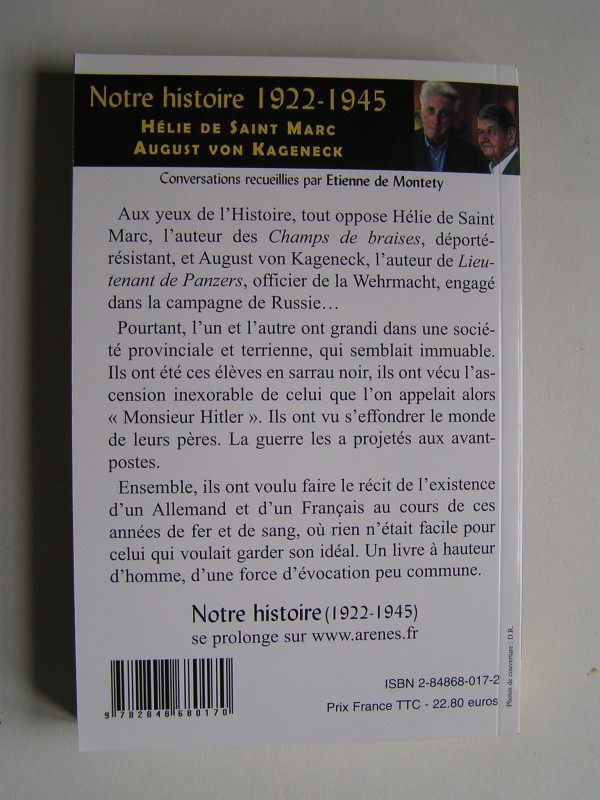 Notre histoire 1922-1945
HÉLIE DE SAINT MARC
AUGUST VON KAGENECK
Conversations recueillies par Etienne de Montety
Aux yeux de l'Histoire, tout oppose Hélie de Saint
Marc, l'auteur des Champs de braises, déporté-
résistant, et August von Kageneck, l'auteur de Lieu-
tenant de Panzers, officier de la Wehrmacht, engagé
dans la campagne de Russie…
Pourtant, l'un et l'autre ont grandi dans une socié-
té provinciale et terrienne, qui semblait immuable.
Ils ont été ces élèves en sarrau noir, ils ont vécu l'as-
cension inexorable de celui que l'on appelait alors
« Monsieur Hitler ». Ils ont vu s'effondrer le monde
de leurs pères. La guerre les a projetés aux avant-
postes.
Ensemble, ils ont voulu faire le récit de l'existence
d'un Allemand et d'un Français au cours de ces
années de fer et de sang, où rien n'était facile pour
celui qui voulait garder son idéal. Un livre à hauteur
d'homme, d'une force d'évocation peu commune.
Notre histoire (1922-1945)
se prolonge sur www.arenes.fr
9 782848 680170
ISBN 2-84868-017-2
Prix France TTC - 22.80 euros
Photos de couverture : D.R.